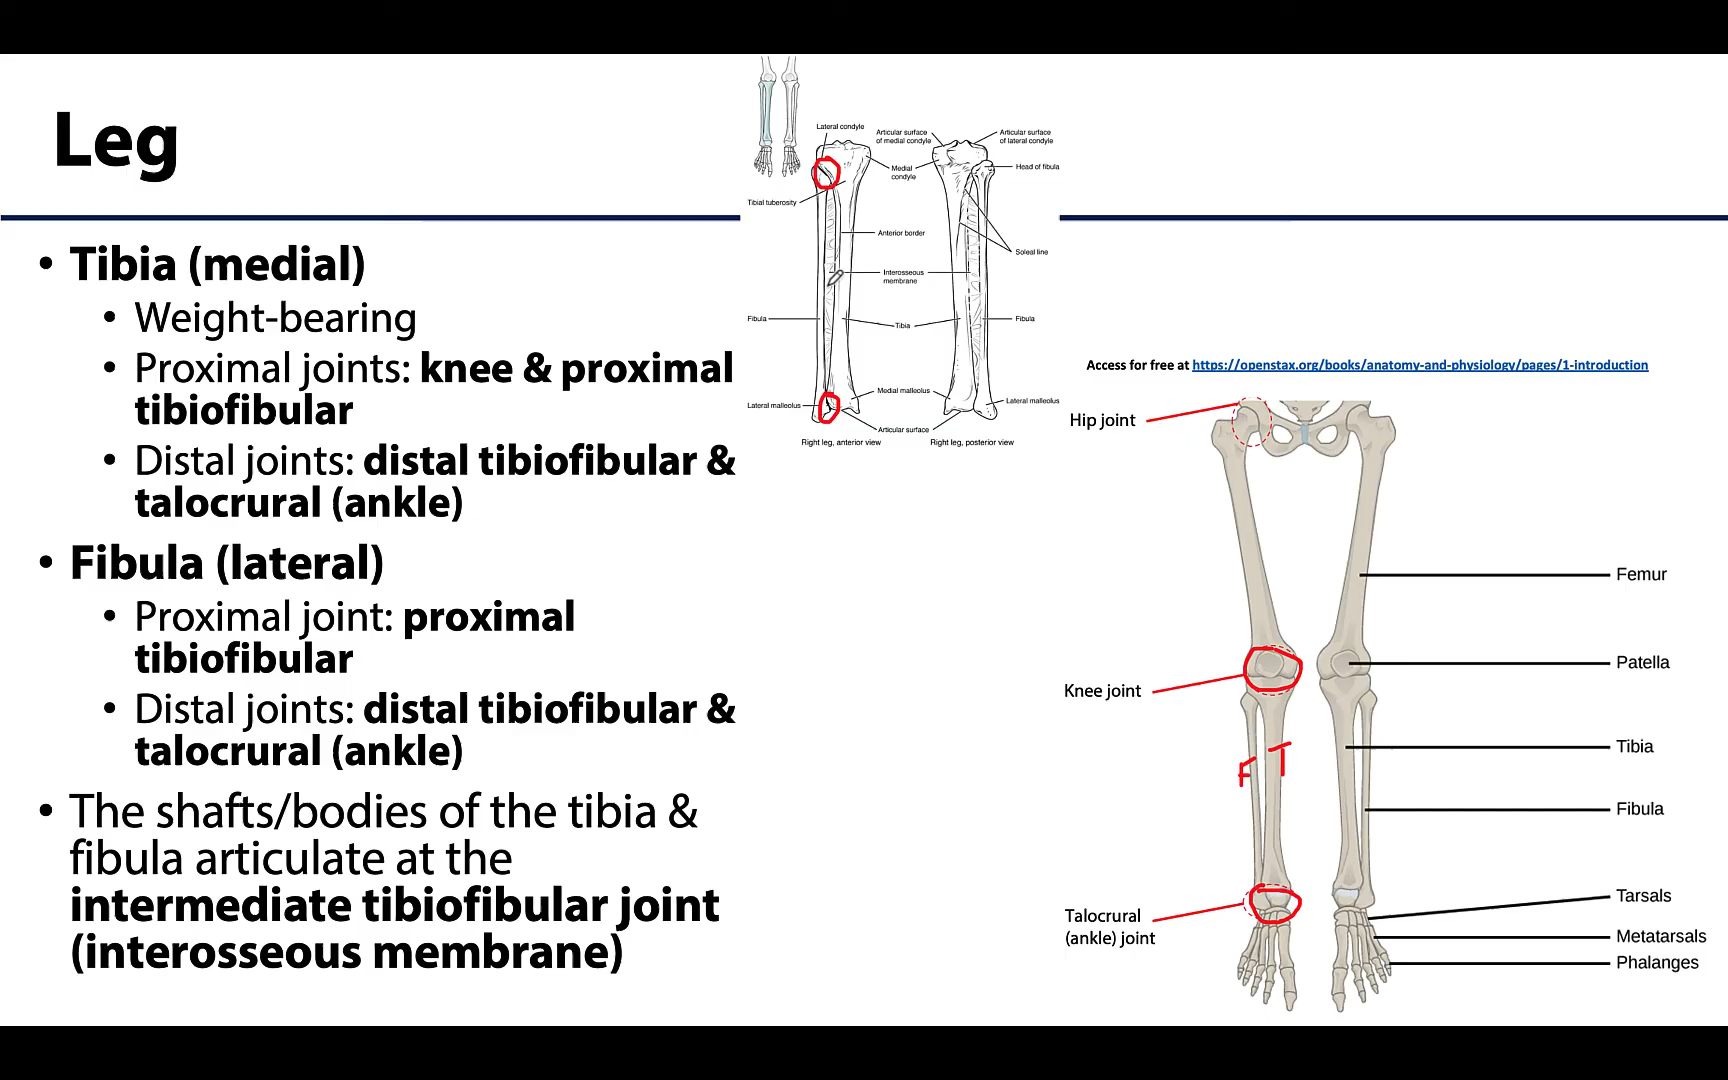 Leg
• Tibia (medial)
• Weight-bearing
• Proximal joints: knee & proximal
tibiofibular
• Distal joints: distal tibiofibular &
talocrural (ankle)
• Fibula (lateral)
• Proximal joint: proximal
tibiofibular
• Distal joints: distal tibiofibular &
talocrural (ankle)
• The shafts/bodies of the tibia &
fibula articulate at the
intermediate tibiofibular joint
(interosseous membrane)
Lateral condyle
Articular surface
of medial condyle
Articular surface
of lateral condyle
Medial
condyle
Head of fibula
Tibial tuberosity
Anterior border
Soleal line
Interosseous
membrane
Fibula
Tibia
Fibula
Medial malleolus
Lateral malleolus
Lateral malleolus
Articular surface
Right leg, anterior view
Right leg, posterior view
Access for free at https://openstax.org/books/anatomy-and-physiology/pages/1-introduction
Hip joint
Femur
Patella
Knee joint
Tibia
F T
Fibula
Tarsals
Talocrural
(ankle) joint
Metatarsals
Phalanges